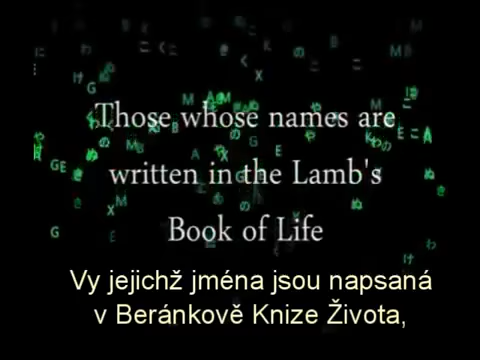 Those whose names are
written in the Lamb's
Book of Life
Vy jejichž jména jsou napsaná
v Beránkově Knize Života,